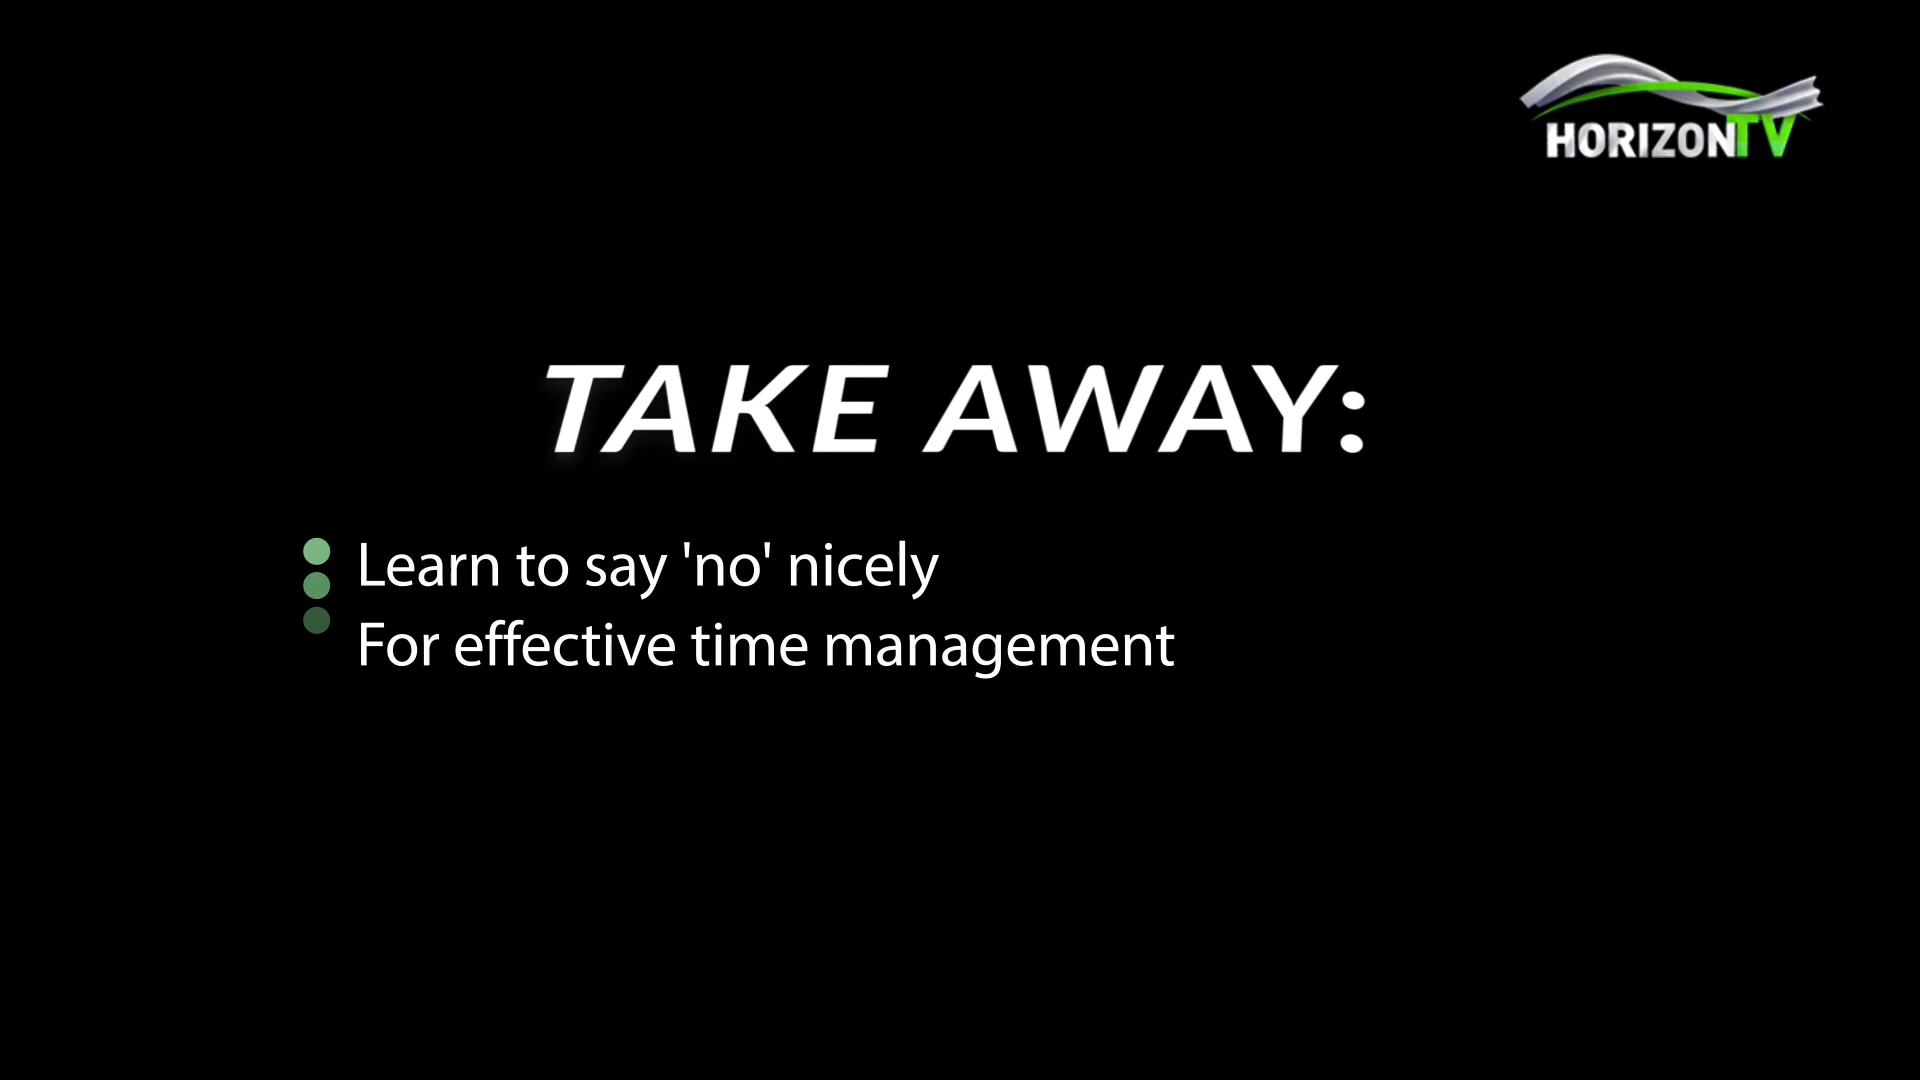 HORIZONTV
TAKE AWAY:
Learn to say 'no' nicely
For effective time management